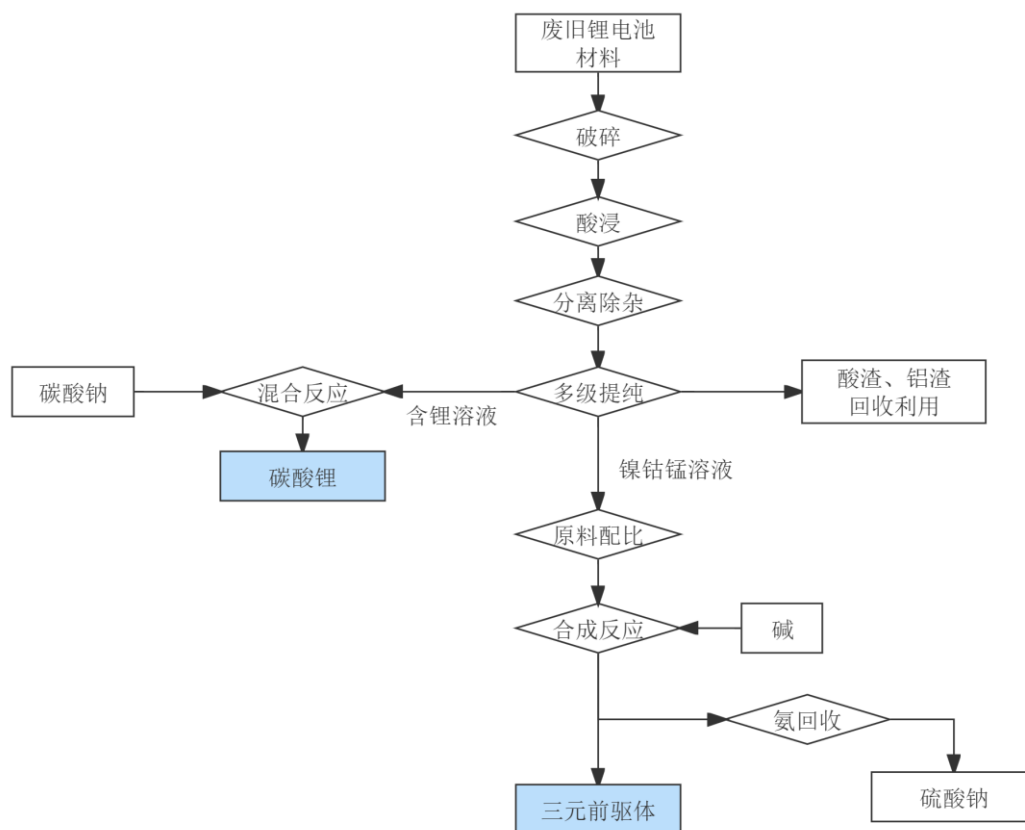 废旧锂电池
材料
破碎
酸浸
分离除杂
碳酸钠
混合反应
含锂溶液
多级提纯
酸渣、铝渣
回收利用
碳酸锂
镍钴锰溶液
原料配比
合成反应
碱
氨回收
三元前驱体
硫酸钠